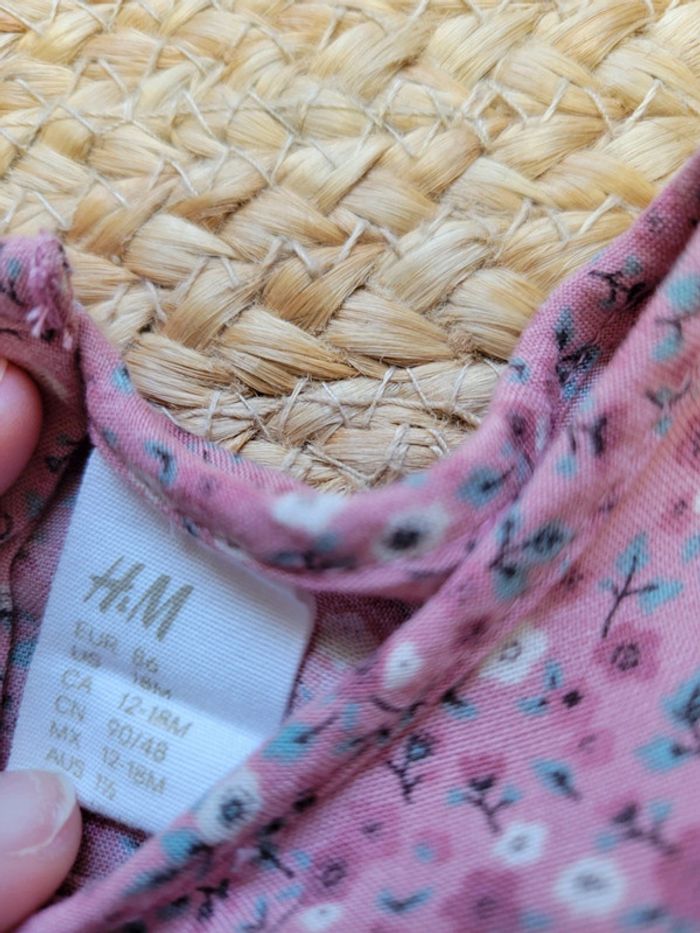 H&M
EUR 86
US 18M
CA 12-18M
CN 90/48
MX 12-18M
AUS 1½